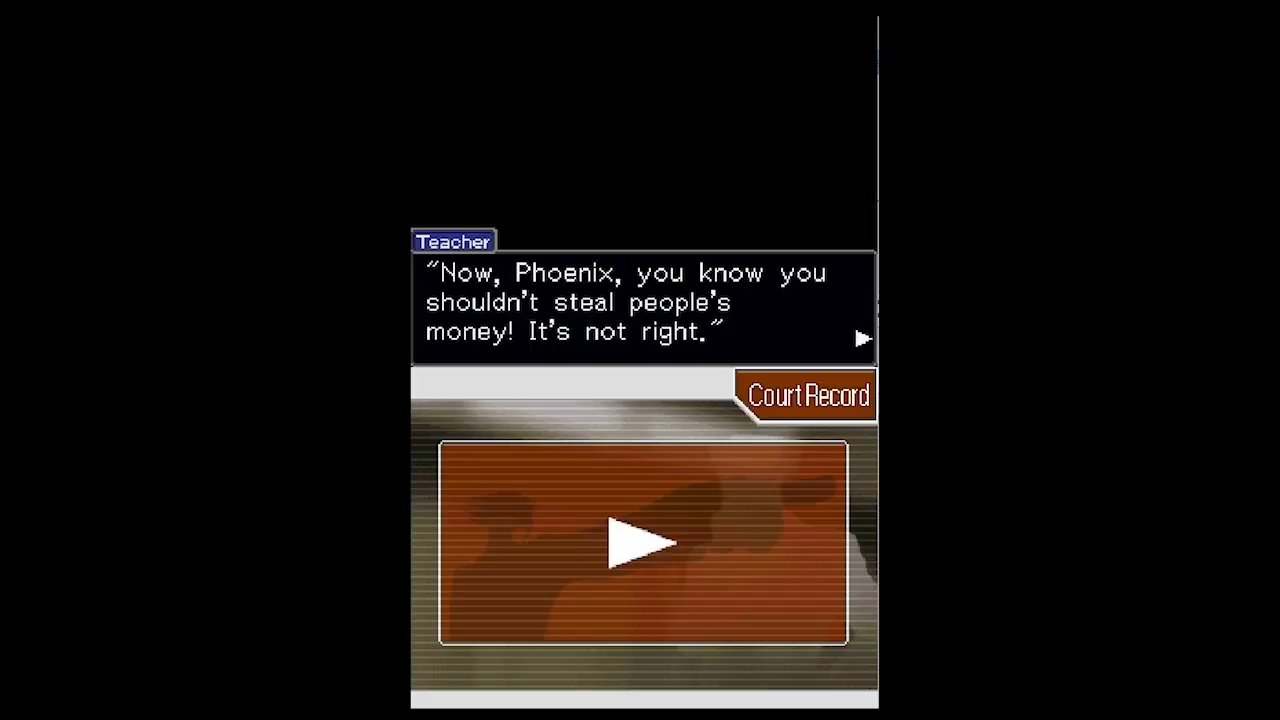 Teacher
"Now, Phoenix, you know you
shouldn't steal people's
money! It's not right."
Court Record